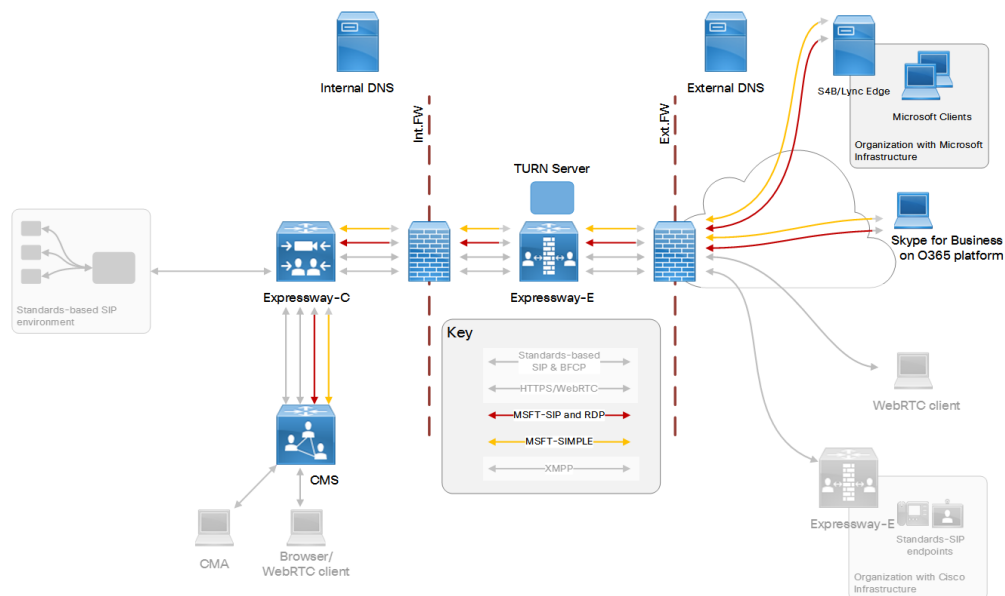 Internal DNS
External DNS
S4B/Lync Edge
Microsoft Clients
Organization with Microsoft
Infrastructure
Int.FW
Ext.FW
TURN Server
Skype for Business
on O365 platform
Expressway-C
Expressway-E
Standards-based SIP
environment
Key
Standards-based
SIP & BFCP
HTTPS/WebRTC
MSFT-SIP and RDP
MSFT-SIMPLE
XMPP
WebRTC client
CMS
CMA
Browser/
WebRTC client
Expressway-E
Standards-SIP
endpoints
Organization with Cisco
Infrastructure